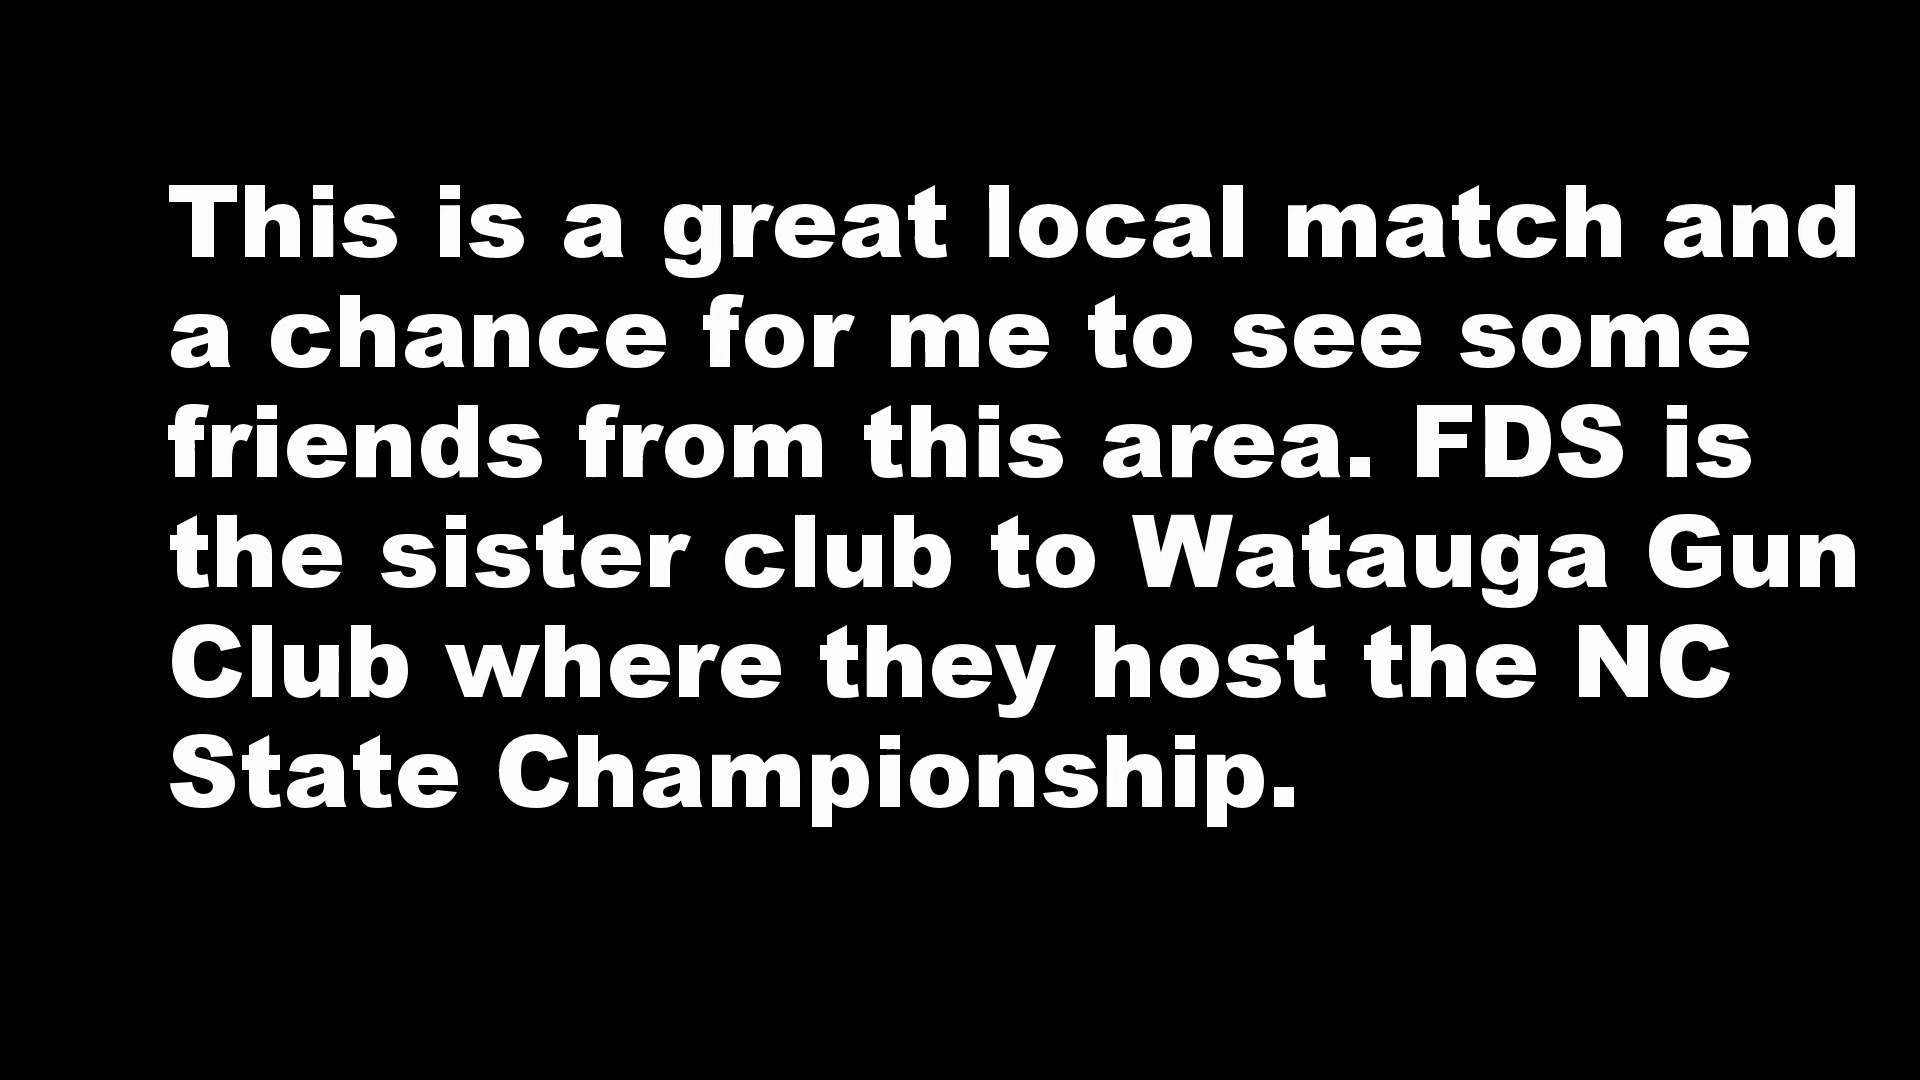 This is a great local match and
a chance for me to see some
friends from this area. FDS is
the sister club to Watauga Gun
Club where they host the NC
State Championship.